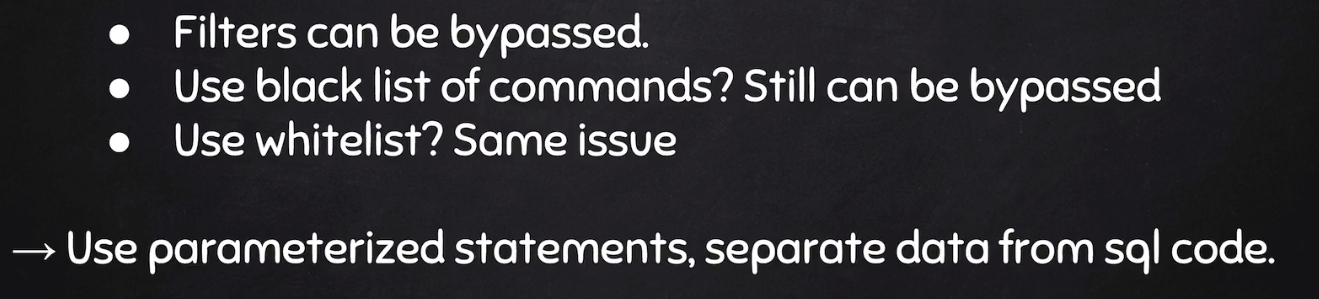 ● Filters can be bypassed.
● Use black list of commands? Still can be bypassed
● Use whitelist? Same issue
→ Use parameterized statements, separate data from sql code.